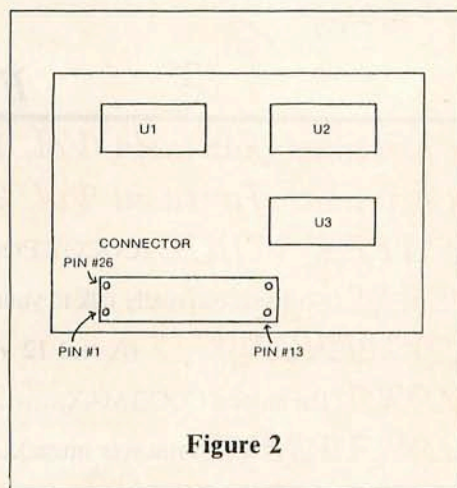 U1
U2
U3
CONNECTOR
PIN #26
PIN #1
PIN #13
Figure 2